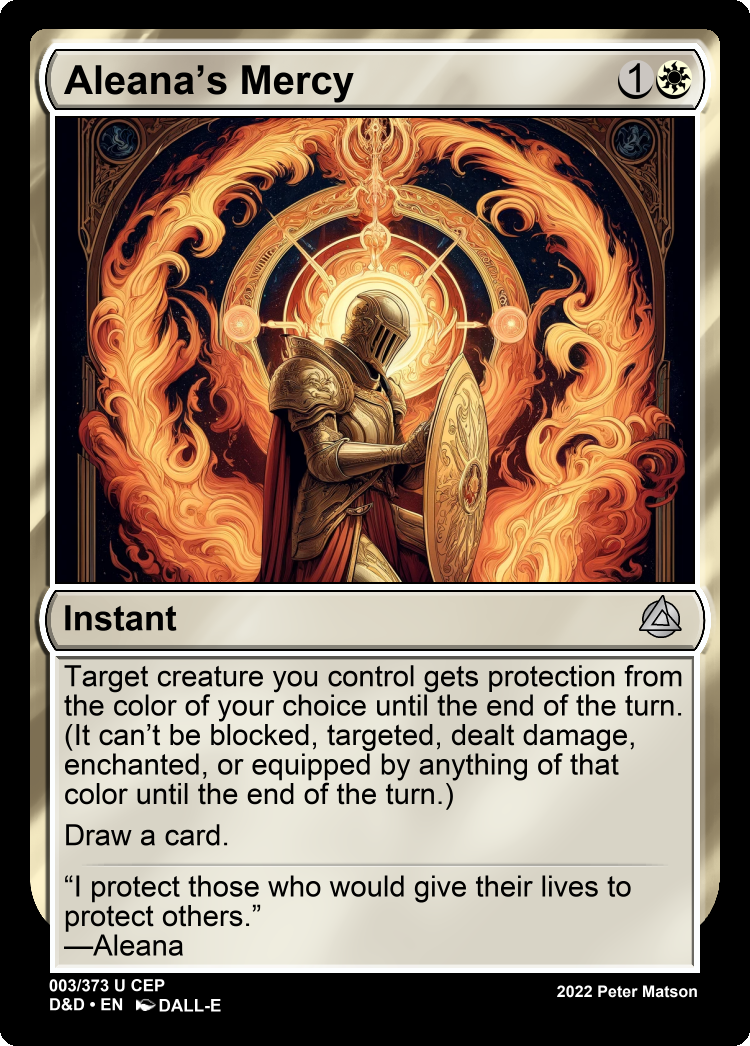 Aleana’s Mercy 1
Instant
Target creature you control gets protection from
the color of your choice until the end of the turn.
(It can’t be blocked, targeted, dealt damage,
enchanted, or equipped by anything of that
color until the end of the turn.)
Draw a card.
“I protect those who would give their lives to
protect others.”
—Aleana
003/373 U CEP
D&D • EN DALL-E
2022 Peter Matson